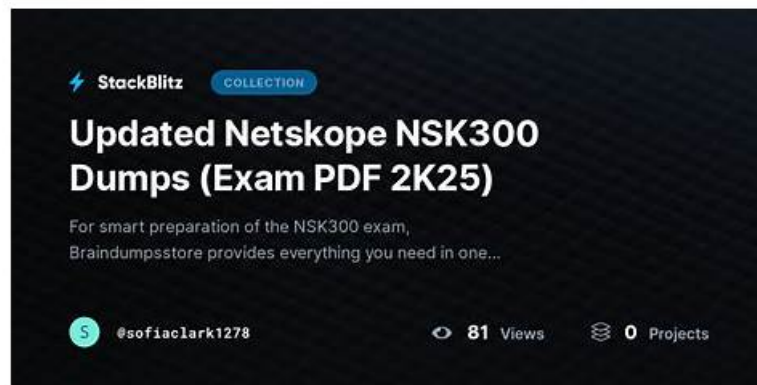 StackBlitz COLLECTION
Updated Netskope NSK300
Dumps (Exam PDF 2K25)
For smart preparation of the NSK300 exam,
Braindumpsstore provides everything you need in one...
S @sofiaclark1278 81 Views 0 Projects